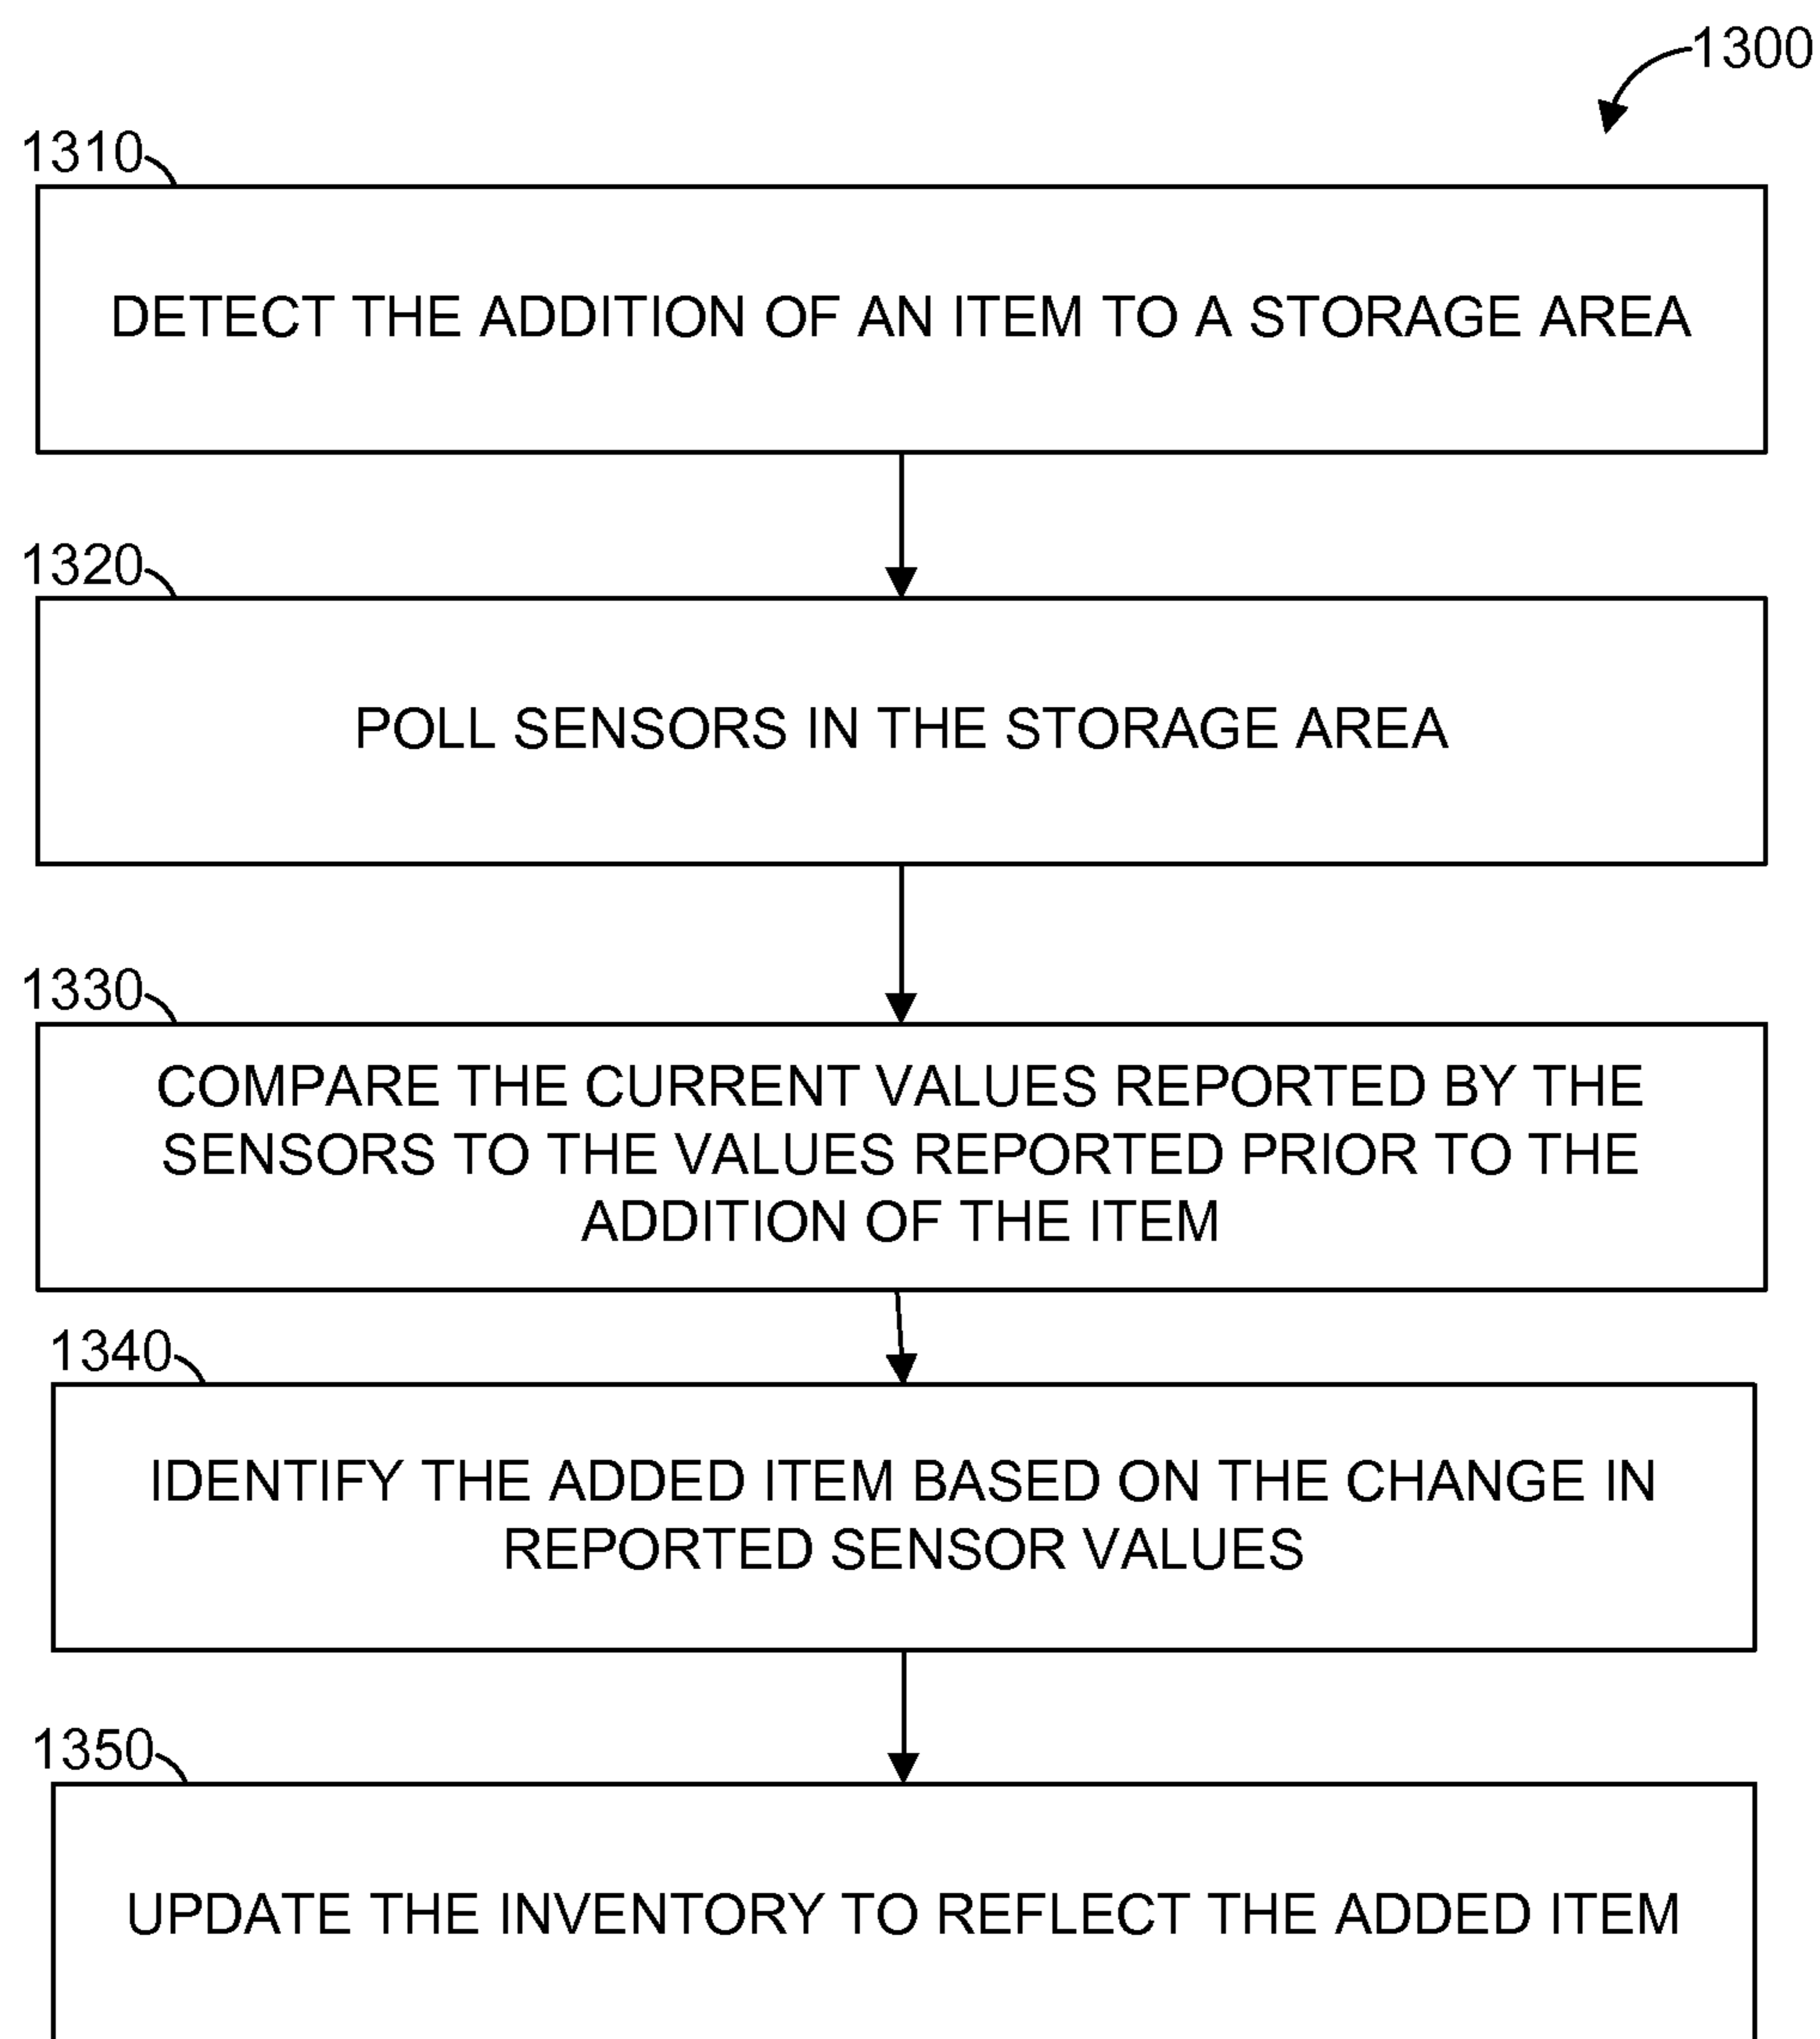 1300
1310
DETECT THE ADDITION OF AN ITEM TO A STORAGE AREA
1320
POLL SENSORS IN THE STORAGE AREA
1330
COMPARE THE CURRENT VALUES REPORTED BY THE
SENSORS TO THE VALUES REPORTED PRIOR TO THE
ADDITION OF THE ITEM
1340
IDENTIFY THE ADDED ITEM BASED ON THE CHANGE IN
REPORTED SENSOR VALUES
1350
UPDATE THE INVENTORY TO REFLECT THE ADDED ITEM